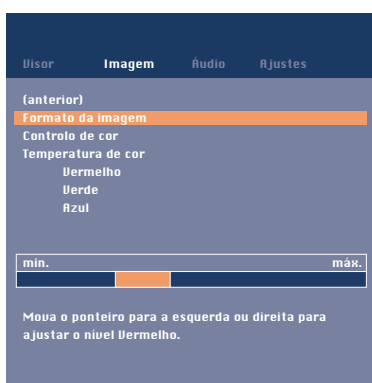 Visor Imagem Áudio Ajustes
(anterior)
Formato da imagem
Controlo de cor
Temperatura de cor
Vermelho
Verde
Azul
min. máx.
Mova o ponteiro para a esquerda ou direita para
ajustar o nível Vermelho.